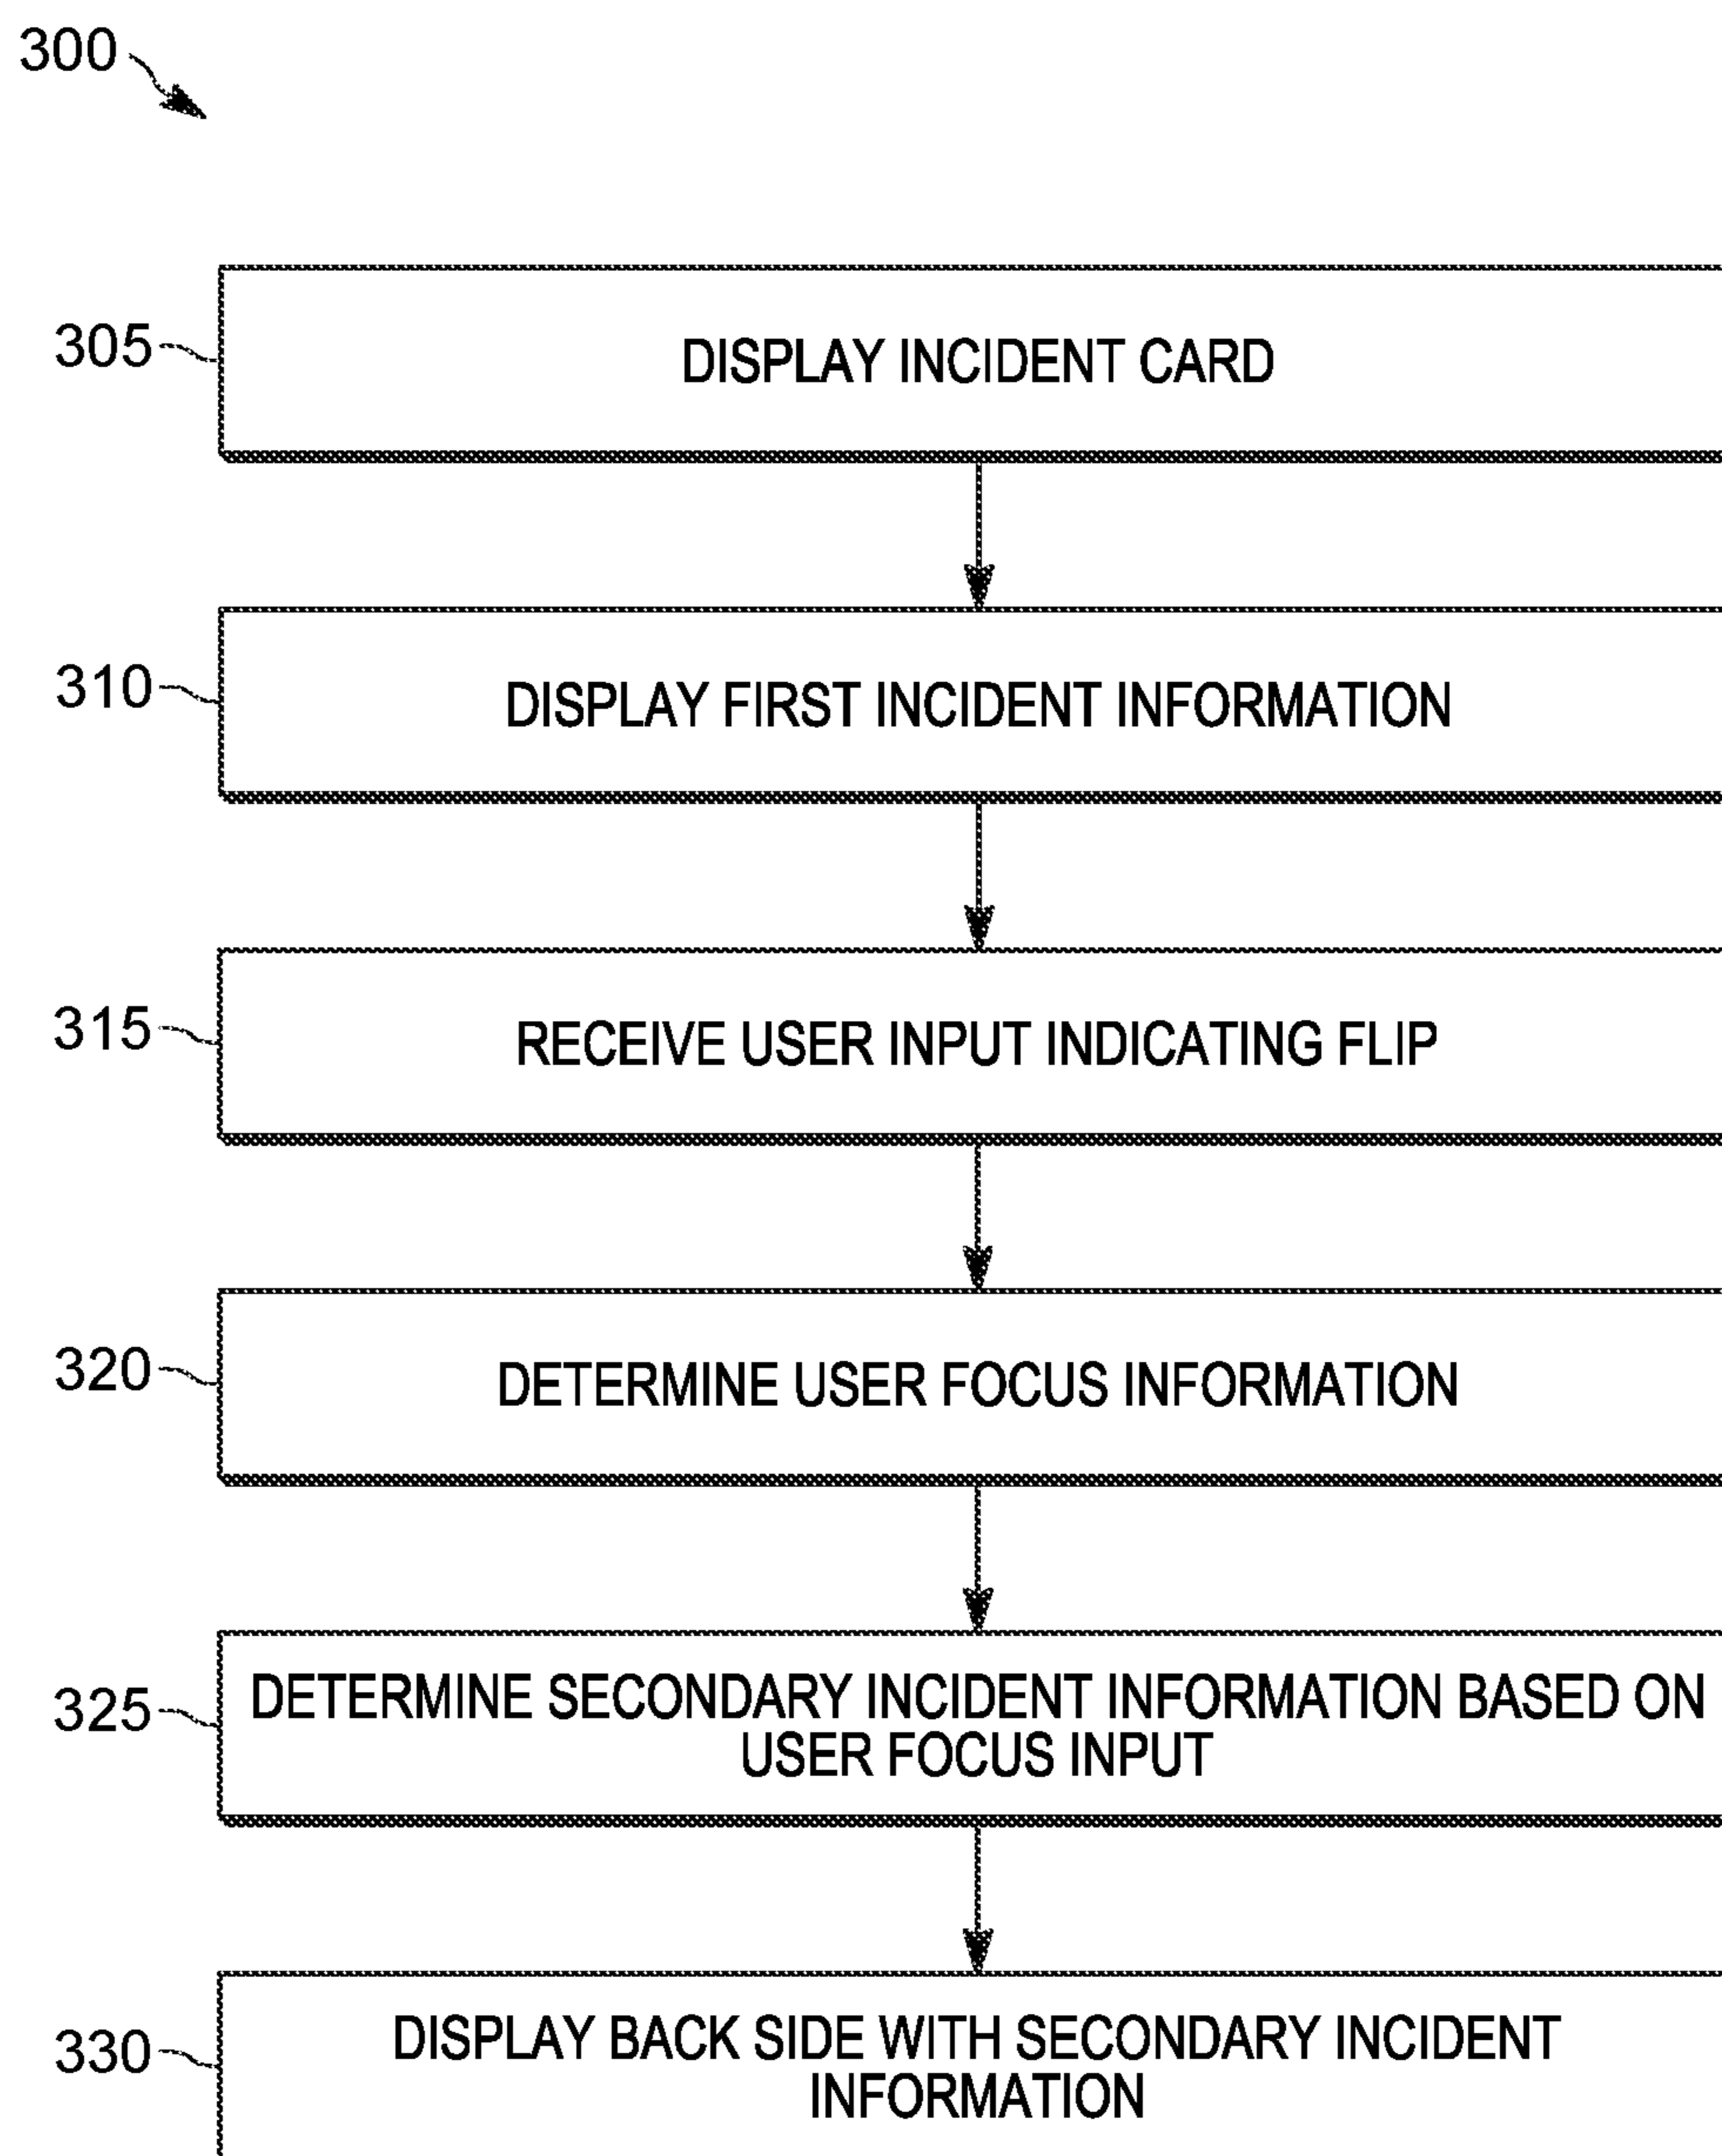 300
305
DISPLAY INCIDENT CARD
310
DISPLAY FIRST INCIDENT INFORMATION
315
RECEIVE USER INPUT INDICATING FLIP
320
DETERMINE USER FOCUS INFORMATION
325
DETERMINE SECONDARY INCIDENT INFORMATION BASED ON
USER FOCUS INPUT
330
DISPLAY BACK SIDE WITH SECONDARY INCIDENT
INFORMATION